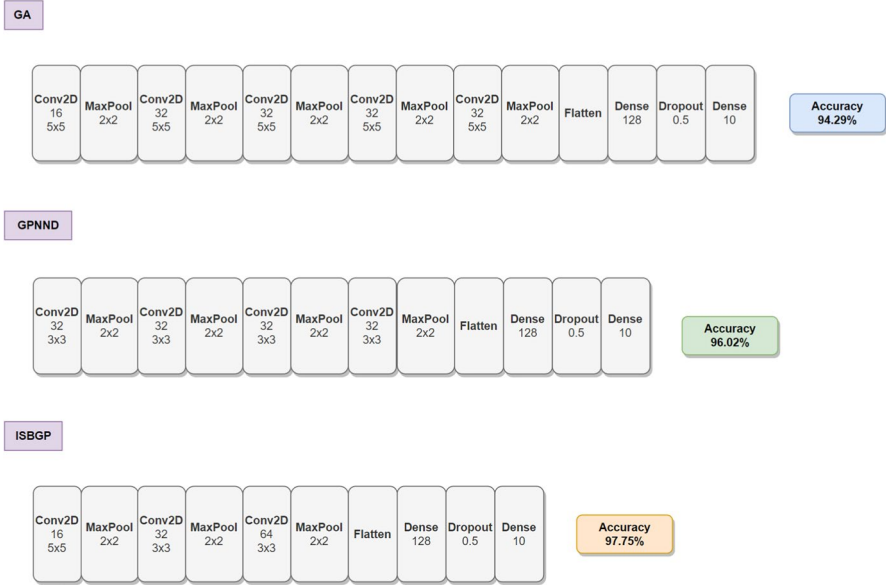 GA
Conv2D
16
5x5
MaxPool
2x2
Conv2D
32
5x5
MaxPool
2x2
Conv2D
32
5x5
MaxPool
2x2
Conv2D
32
5x5
MaxPool
2x2
Conv2D
32
5x5
MaxPool
2x2
Flatten
Dense
128
Dropout
0.5
Dense
10
Accuracy
94.29%
GPNND
Conv2D
32
3x3
MaxPool
2x2
Conv2D
32
3x3
MaxPool
2x2
Conv2D
32
3x3
MaxPool
2x2
Conv2D
32
3x3
MaxPool
2x2
Flatten
Dense
128
Dropout
0.5
Dense
10
Accuracy
96.02%
ISBGP
Conv2D
16
5x5
MaxPool
2x2
Conv2D
32
3x3
MaxPool
2x2
Conv2D
64
3x3
MaxPool
2x2
Flatten
Dense
128
Dropout
0.5
Dense
10
Accuracy
97.75%